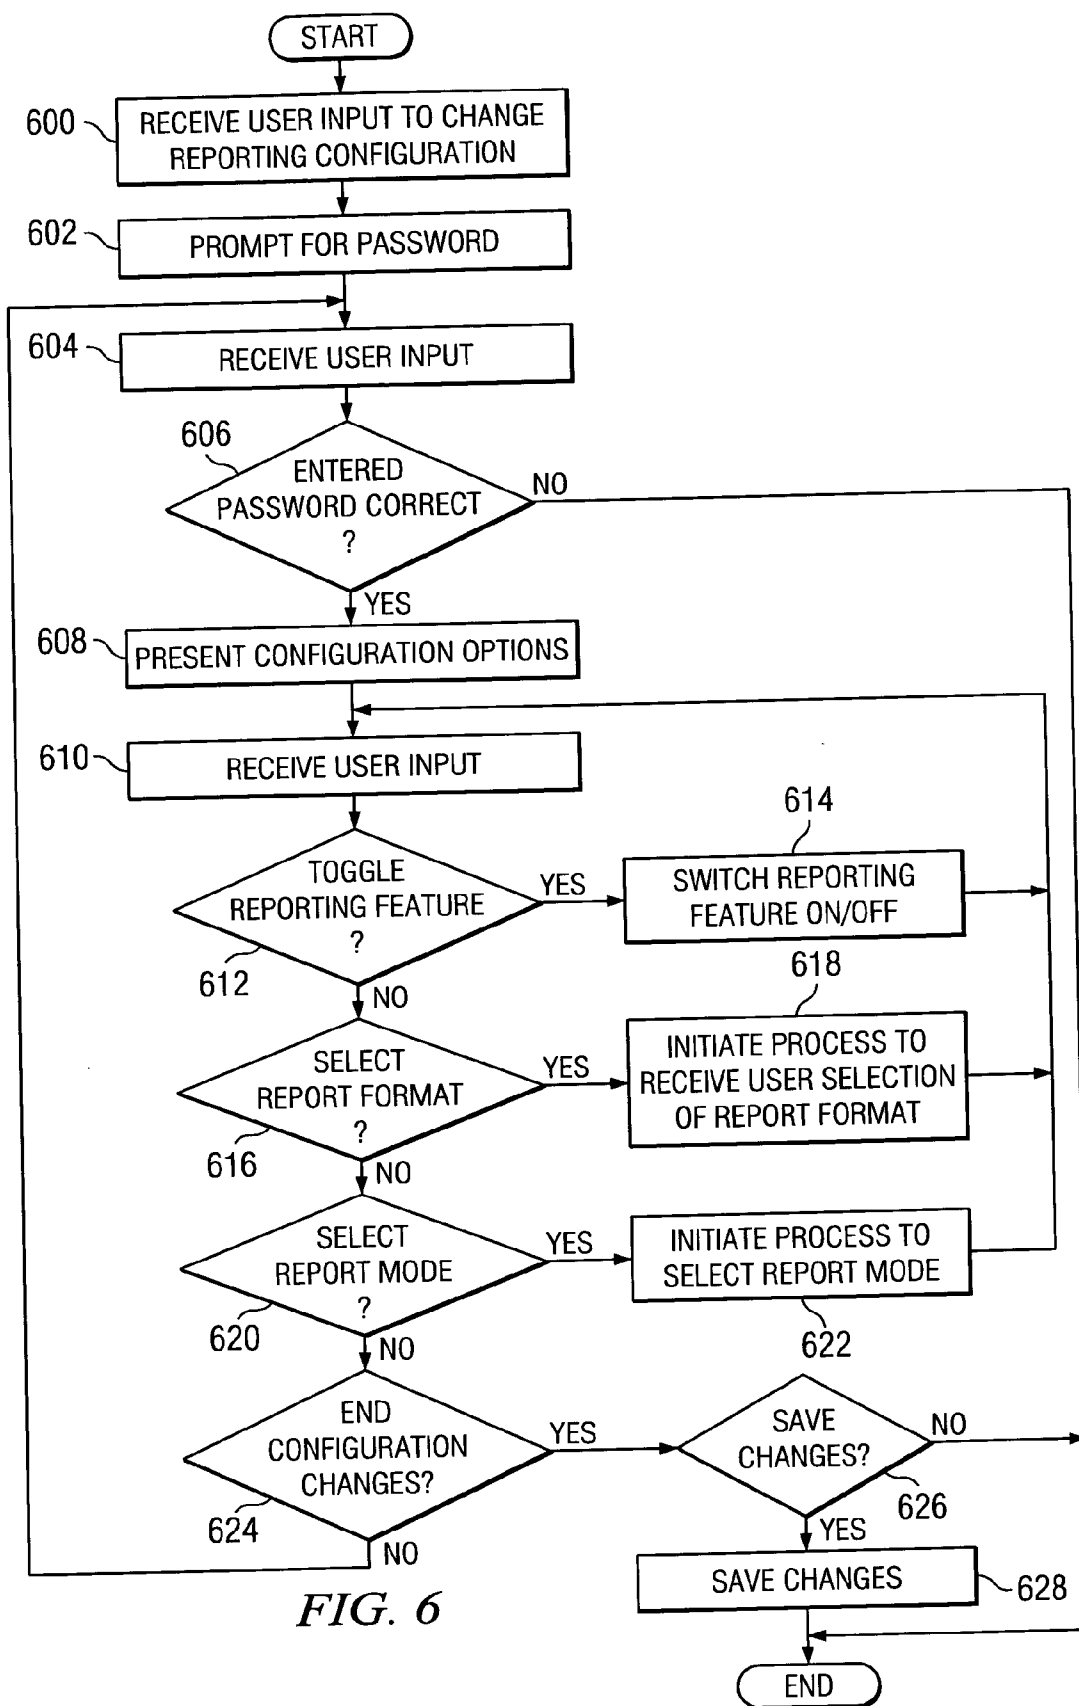 START
600
RECEIVE USER INPUT TO CHANGE
REPORTING CONFIGURATION
602
PROMPT FOR PASSWORD
604
RECEIVE USER INPUT
606
ENTERED
PASSWORD CORRECT
?
NO
YES
608
PRESENT CONFIGURATION OPTIONS
610
RECEIVE USER INPUT
614
TOGGLE
REPORTING FEATURE
?
YES
SWITCH REPORTING
FEATURE ON/OFF
612
NO
618
SELECT
REPORT FORMAT
?
YES
INITIATE PROCESS TO
RECEIVE USER SELECTION
OF REPORT FORMAT
616
NO
SELECT
REPORT MODE
?
YES
INITIATE PROCESS TO
SELECT REPORT MODE
620
NO
622
END
CONFIGURATION
CHANGES?
YES
SAVE
CHANGES?
NO
624
NO
626
YES
SAVE CHANGES
628
FIG. 6
END